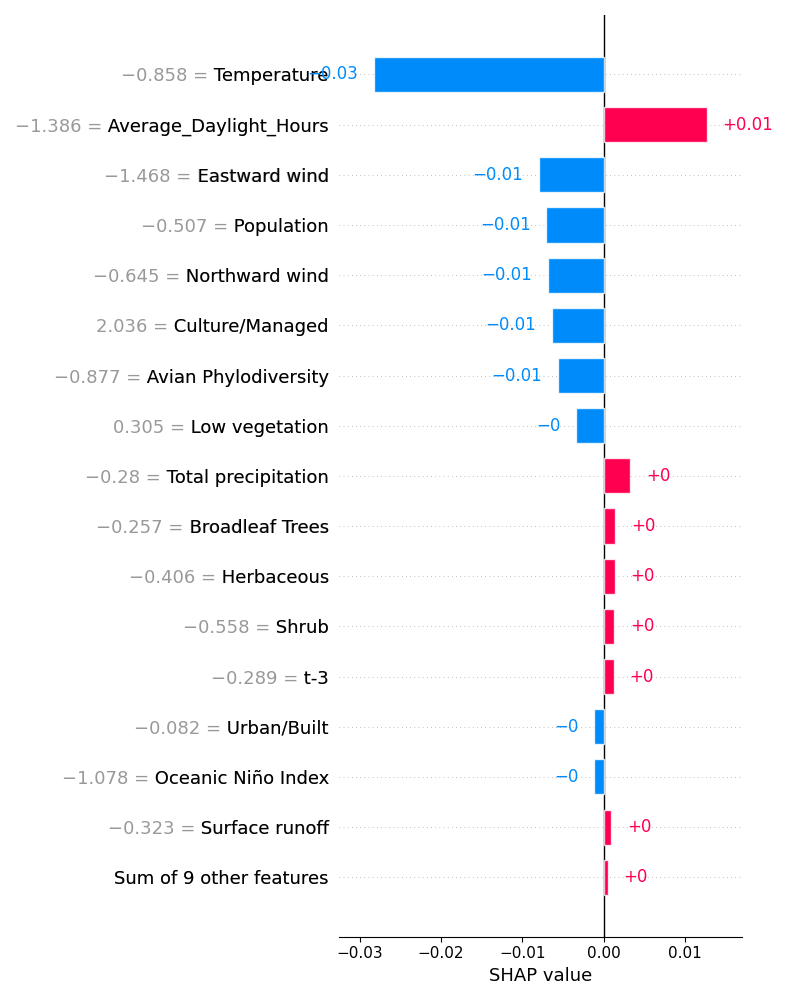 −0.858 = Temperature −0.03
−1.386 = Average_Daylight_Hours +0.01
−1.468 = Eastward wind −0.01
−0.507 = Population −0.01
−0.645 = Northward wind −0.01
2.036 = Culture/Managed −0.01
−0.877 = Avian Phylodiversity −0.01
0.305 = Low vegetation −0
−0.28 = Total precipitation +0
−0.257 = Broadleaf Trees +0
−0.406 = Herbaceous +0
−0.558 = Shrub +0
−0.289 = t-3 +0
−0.082 = Urban/Built −0
−1.078 = Oceanic Niño Index −0
−0.323 = Surface runoff +0
Sum of 9 other features +0
−0.03 −0.02 −0.01 0.00 0.01
SHAP value